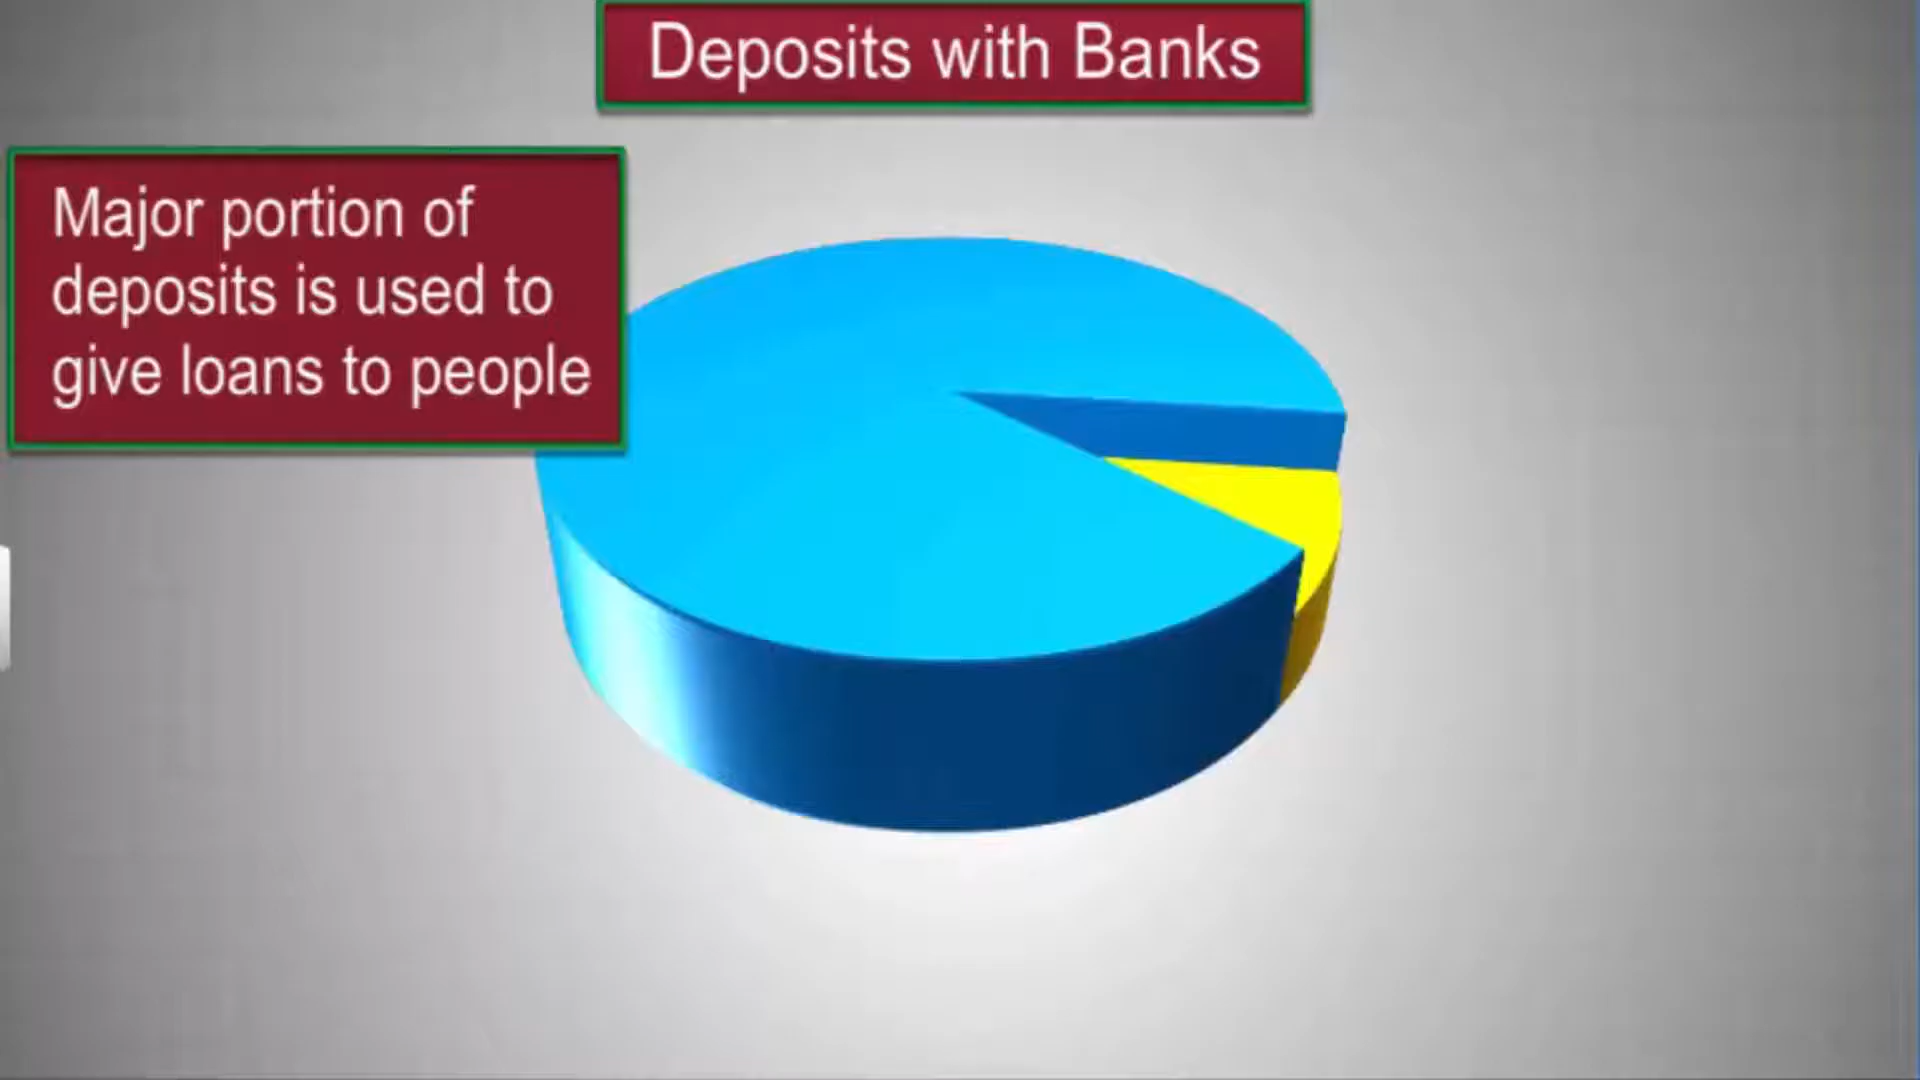 Deposits with Banks
Major portion of
deposits is used to
give loans to people